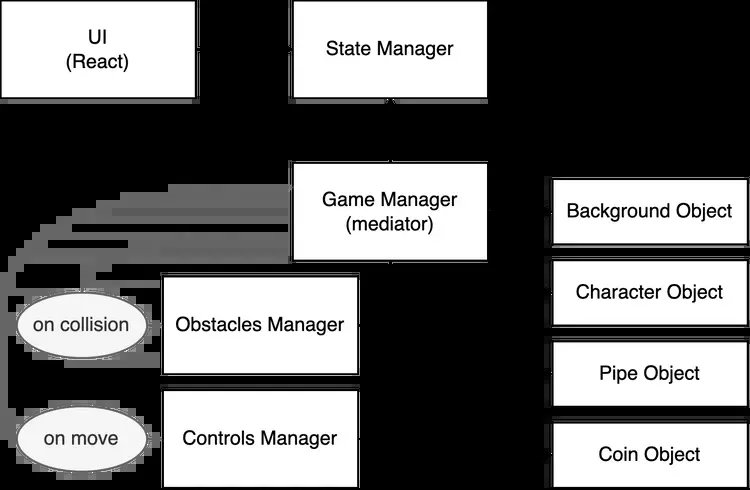 UI
(React)
State Manager
Game Manager
(mediator)
Background Object
Character Object
on collision
Obstacles Manager
Pipe Object
on move
Controls Manager
Coin Object